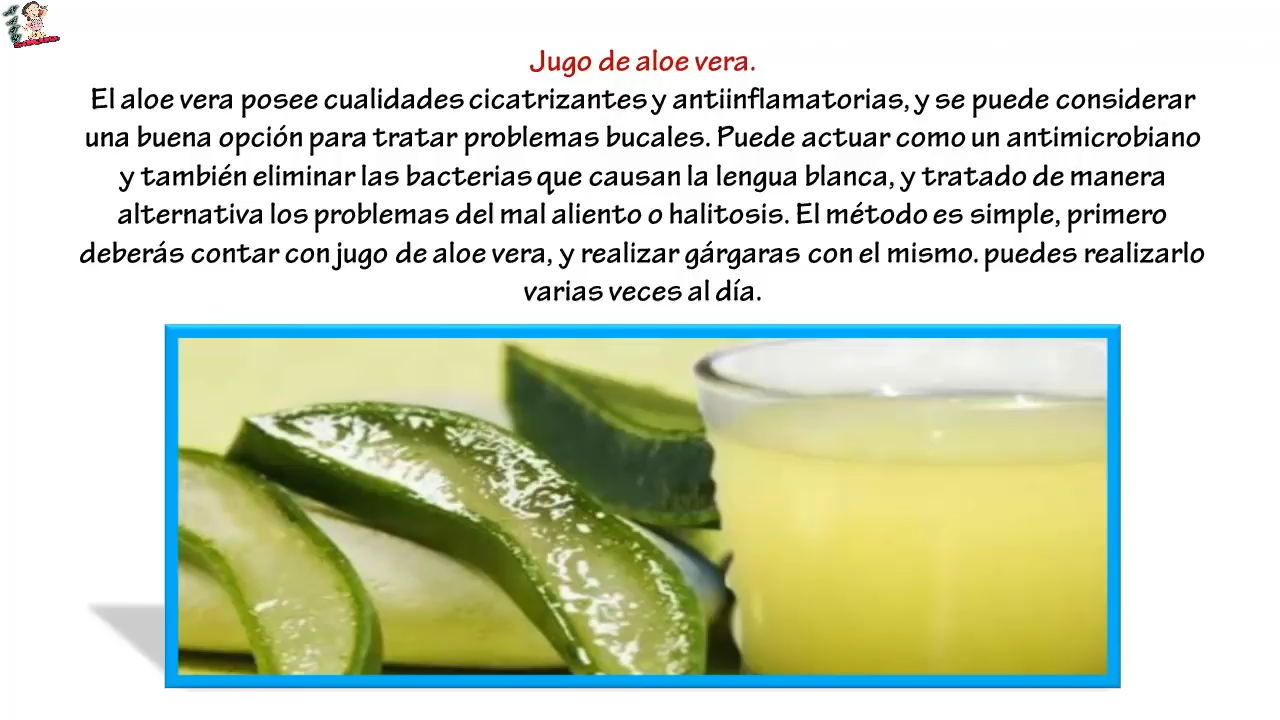 Jugo de aloe vera.
El aloe vera posee cualidades cicatrizantes y antiinflamatorias, y se puede considerar
una buena opción para tratar problemas bucales. Puede actuar como un antimicrobiano
y también eliminar las bacterias que causan la lengua blanca, y tratado de manera
alternativa los problemas del mal aliento o halitosis. El método es simple, primero
deberás contar con jugo de aloe vera, y realizar gárgaras con el mismo. puedes realizarlo
varias veces al día.